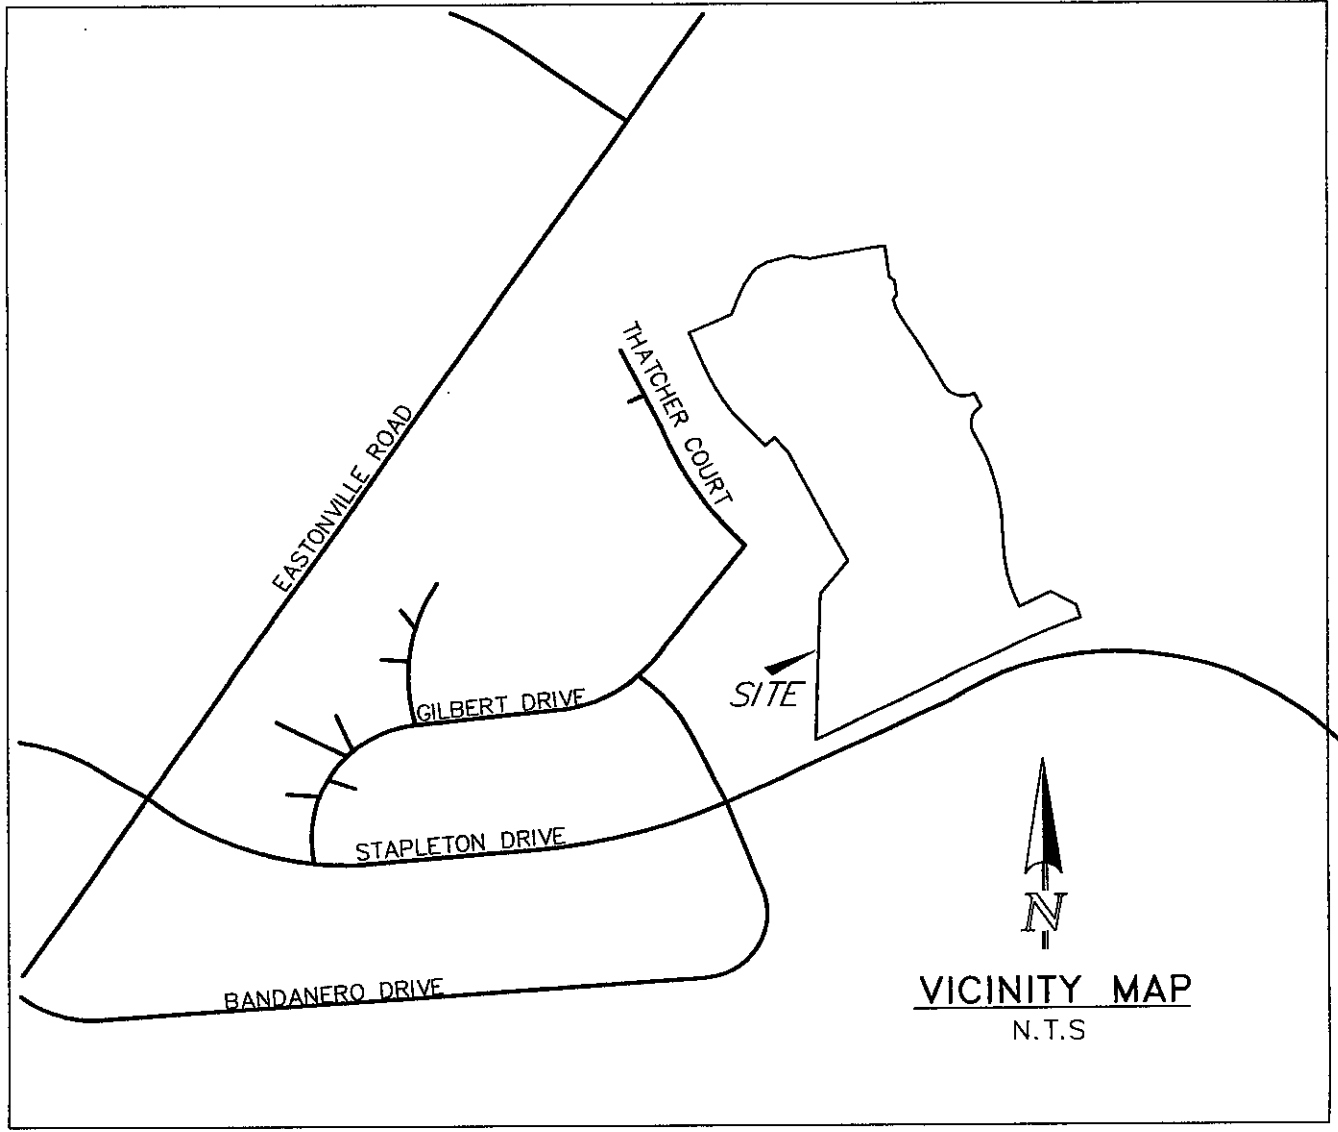 THATCHER COURT
EASTONVILLE ROAD
GILBERT DRIVE
SITE
STAPLETON DRIVE
BANDANERO DRIVE
N
VICINITY MAP
N.T.S